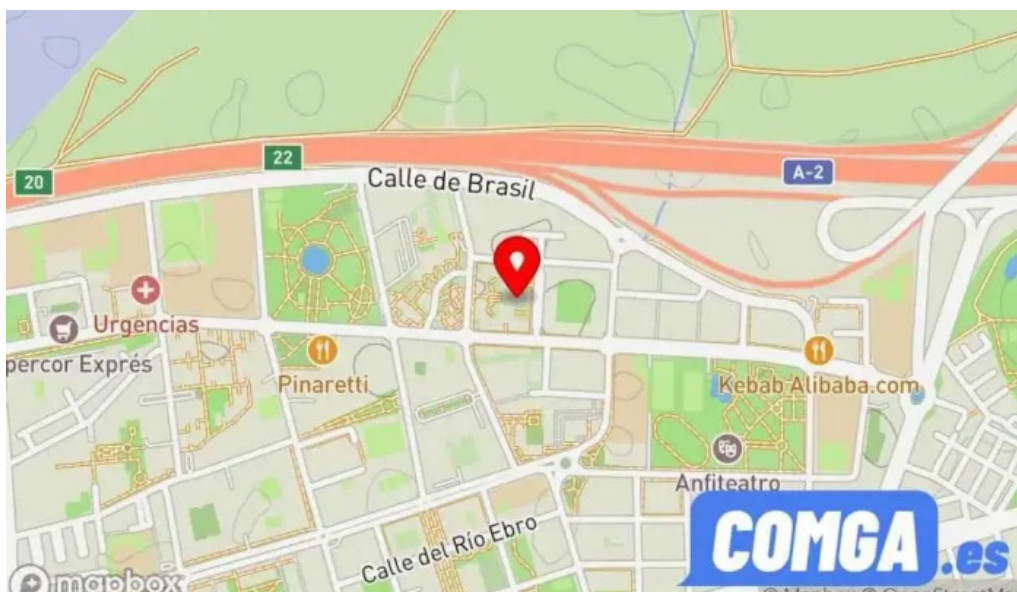 22
A-2
20
Calle de Brasil
Urgencias
percor Exprés
Pinaretti
Kebab Alibaba.com
Anfiteatro
Calle del Río Ebro
COMGA.es
mapbox